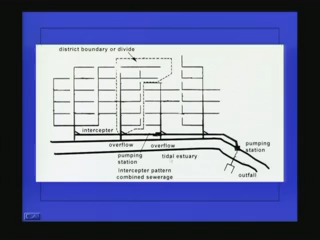 district boundary or divide
intercepter
overflow
overflow
pumping
station
pumping
station
tidal estuary
Intercepter pattern
combined sewerage
outfall